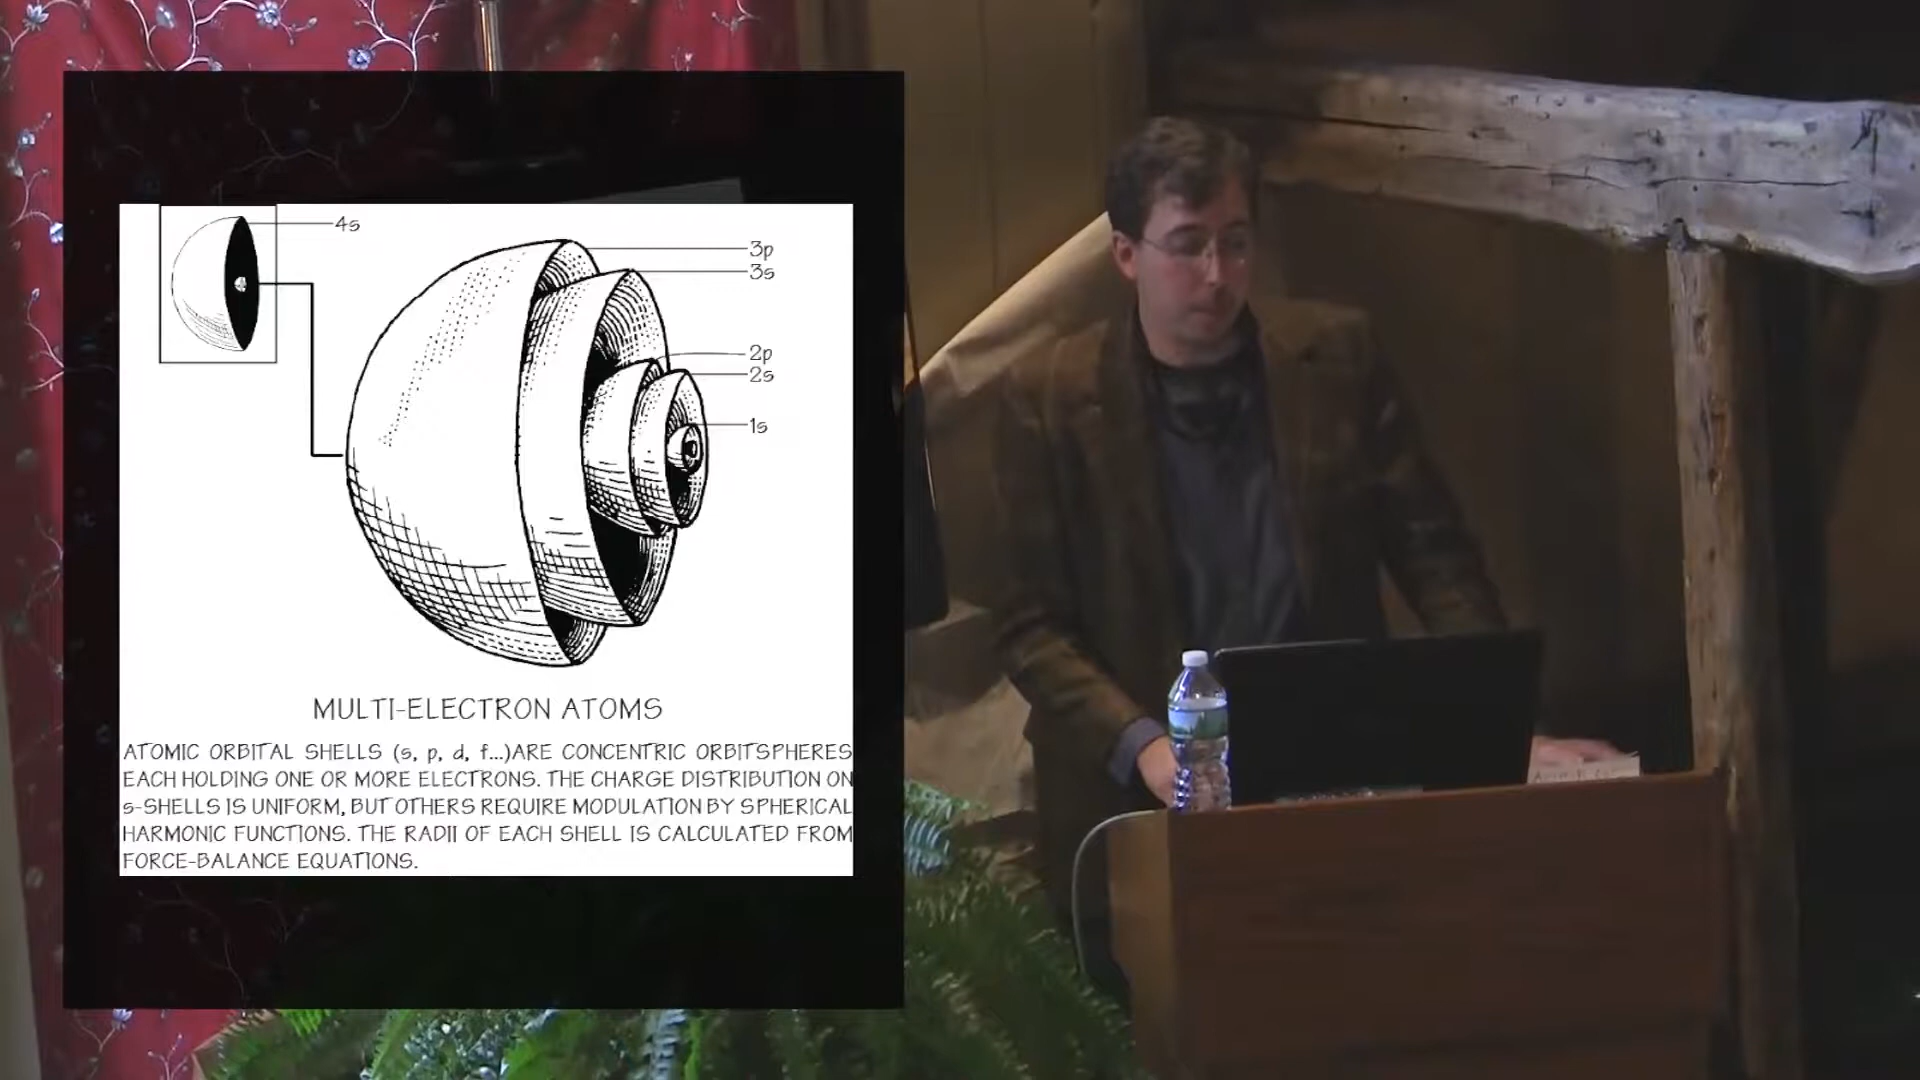 4s
3p
3s
2p
2s
1s
MULTI-ELECTRON ATOMS
ATOMIC ORBITAL SHELLS (s, p, d, f...)ARE CONCENTRIC ORBITSPHERES
EACH HOLDING ONE OR MORE ELECTRONS. THE CHARGE DISTRIBUTION ON
s-SHELLS IS UNIFORM, BUT OTHERS REQUIRE MODULATION BY SPHERICAL
HARMONIC FUNCTIONS. THE RADII OF EACH SHELL IS CALCULATED FROM
FORCE-BALANCE EQUATIONS.